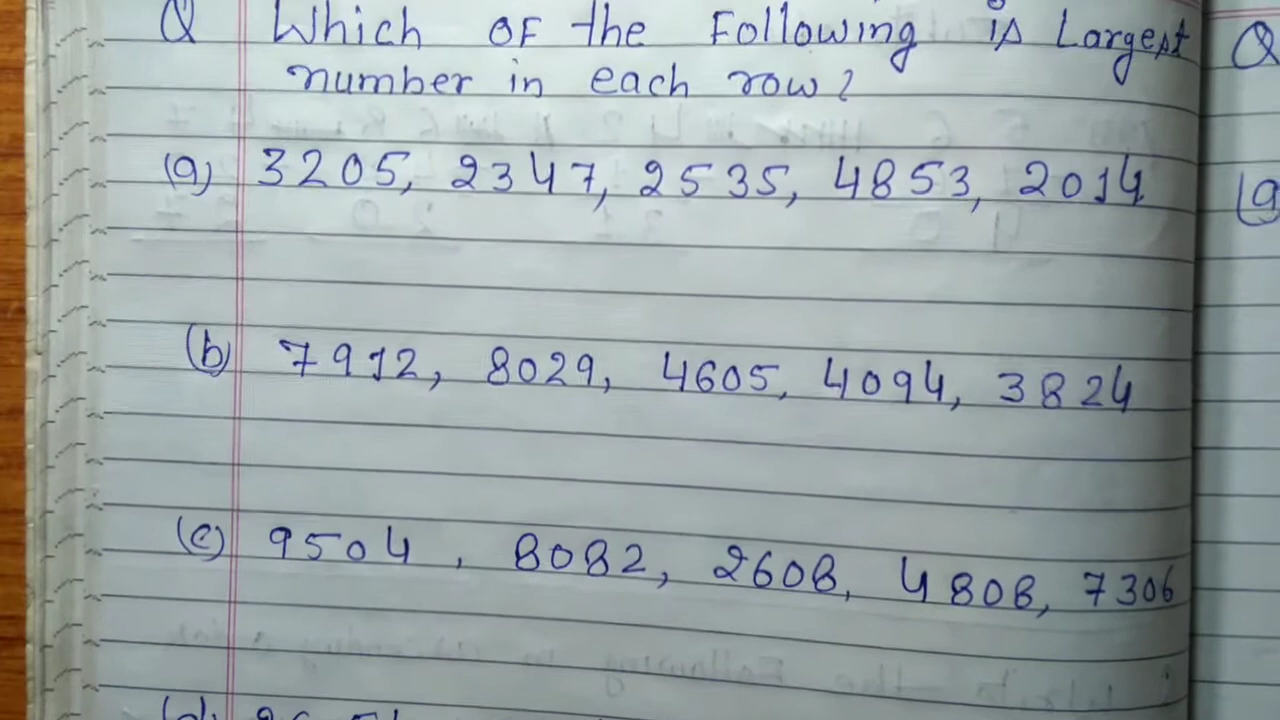 Q Which of the Following is Largest
number in each row?
(a) 3205, 2347, 2535, 4853, 2014
(b) 7912, 8029, 4605, 4094, 3824
(c) 9504, 8082, 2608, 4808, 7306
Q
(a